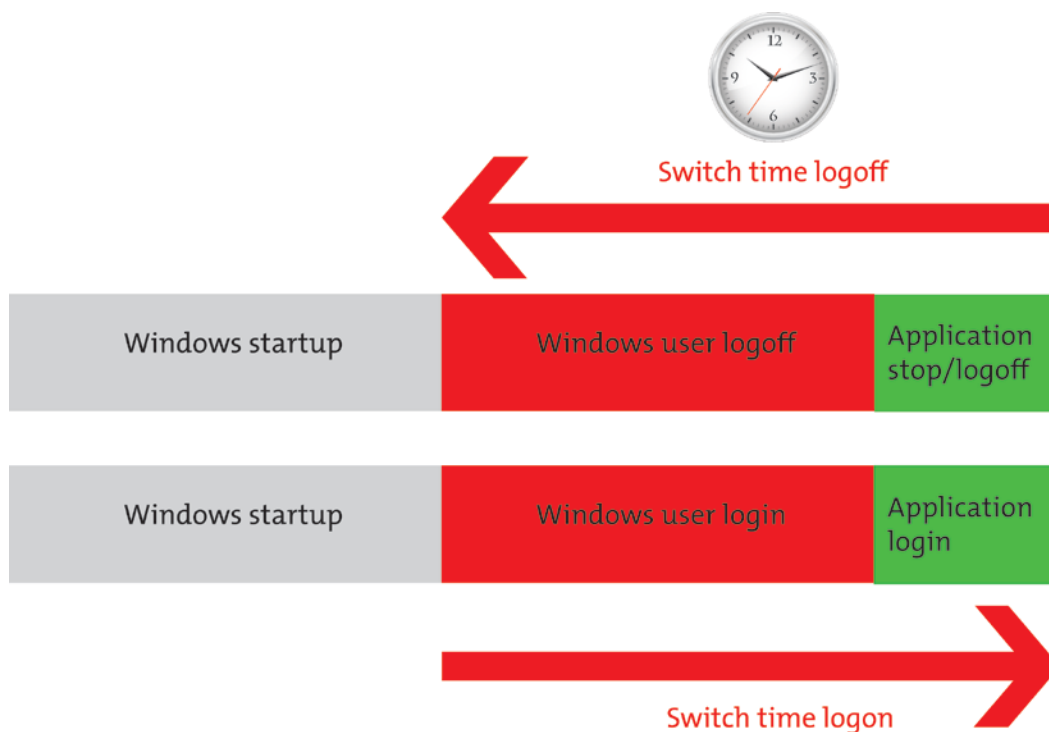 12
9
3
6
Switch time logoff
Windows startup
Windows user logoff
Application
stop/logoff
Windows startup
Windows user login
Application
login
Switch time logon